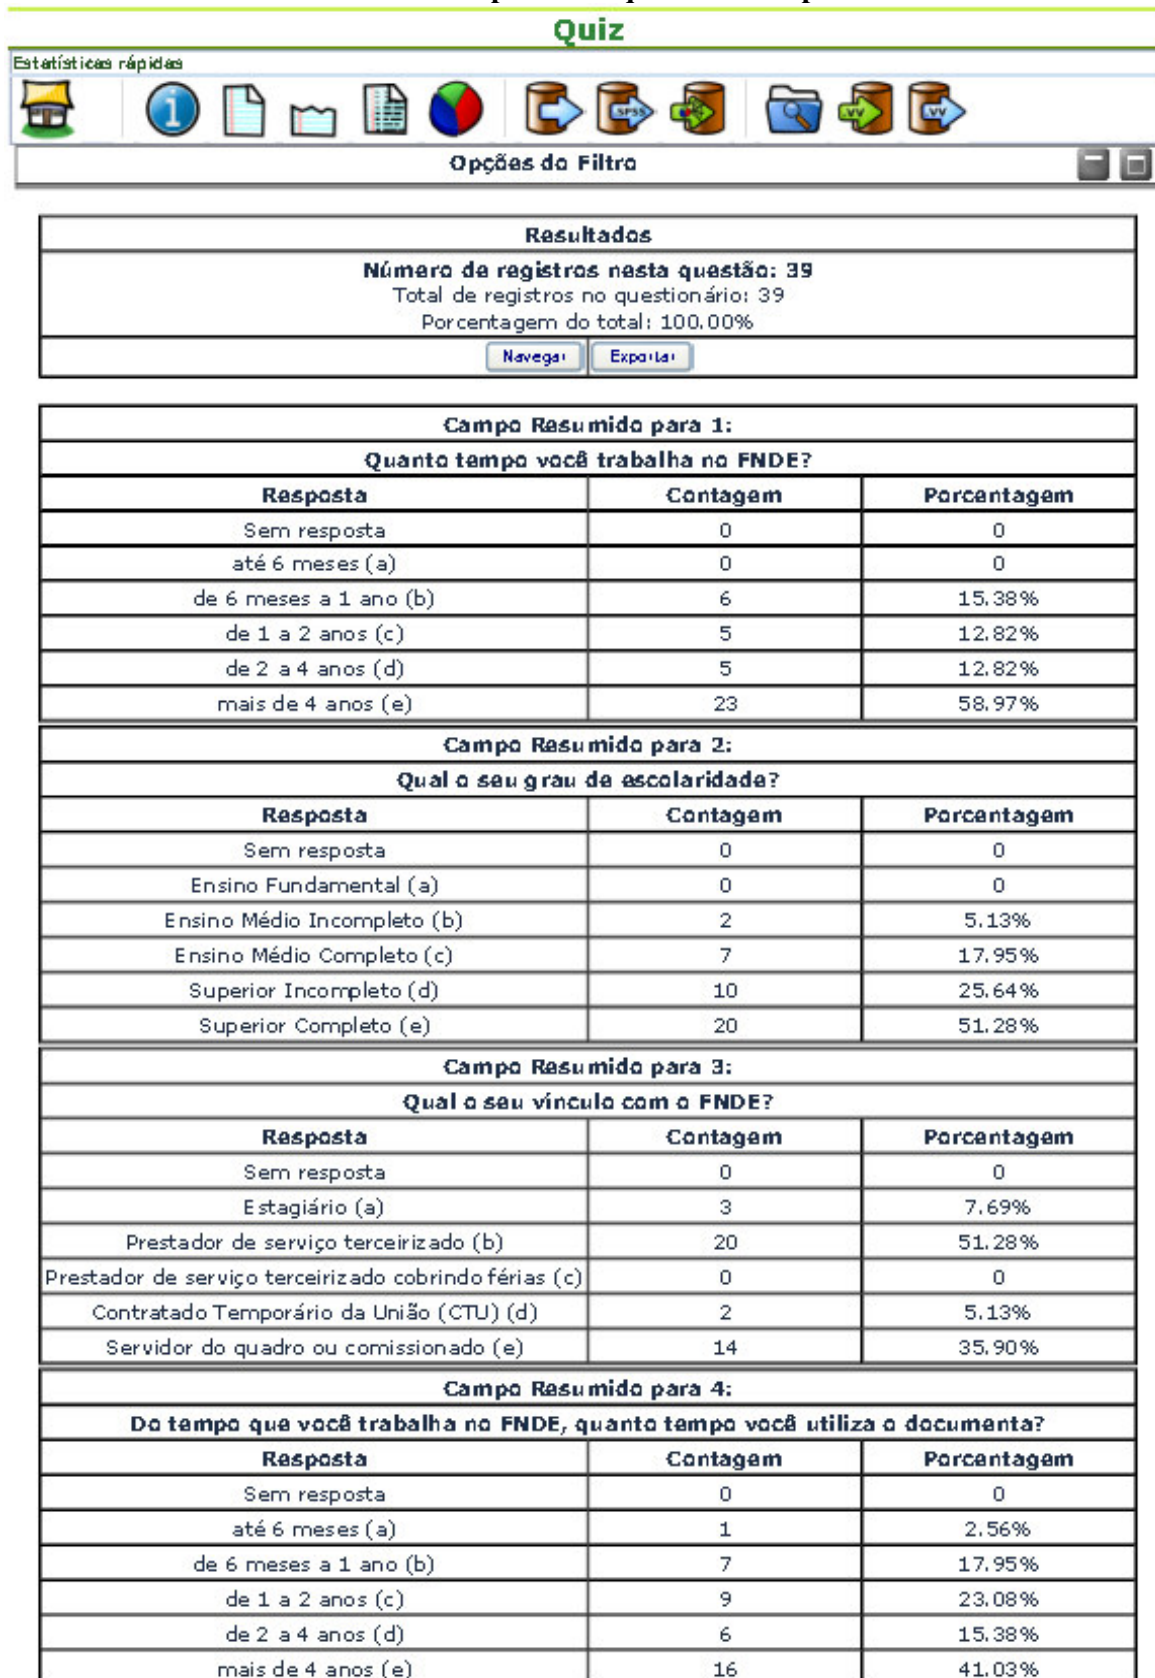 Quiz
Estatísticas rápidas
SPSS
.VV
.VV
Opções do Filtro
Resultados
Número de registros nesta questão: 39
Total de registros no questionário: 39
Porcentagem do total: 100.00%
Navegar Exportar
Campo Resumido para 1:
Quanto tempo você trabalha no FNDE?
Resposta Contagem Porcentagem
Sem resposta 0 0
até 6 meses (a) 0 0
de 6 meses a 1 ano (b) 6 15.38%
de 1 a 2 anos (c) 5 12.82%
de 2 a 4 anos (d) 5 12.82%
mais de 4 anos (e) 23 58.97%
Campo Resumido para 2:
Qual o seu grau de escolaridade?
Resposta Contagem Porcentagem
Sem resposta 0 0
Ensino Fundamental (a) 0 0
Ensino Médio Incompleto (b) 2 5.13%
Ensino Médio Completo (c) 7 17.95%
Superior Incompleto (d) 10 25.64%
Superior Completo (e) 20 51.28%
Campo Resumido para 3:
Qual o seu vínculo com o FNDE?
Resposta Contagem Porcentagem
Sem resposta 0 0
Estagiário (a) 3 7.69%
Prestador de serviço terceirizado (b) 20 51.28%
Prestador de serviço terceirizado cobrindo férias (c) 0 0
Contratado Temporário da União (CTU) (d) 2 5.13%
Servidor do quadro ou comissionado (e) 14 35.90%
Campo Resumido para 4:
Do tempo que você trabalha no FNDE, quanto tempo você utiliza o documenta?
Resposta Contagem Porcentagem
Sem resposta 0 0
até 6 meses (a) 1 2.56%
de 6 meses a 1 ano (b) 7 17.95%
de 1 a 2 anos (c) 9 23.08%
de 2 a 4 anos (d) 6 15.38%
mais de 4 anos (e) 16 41.03%